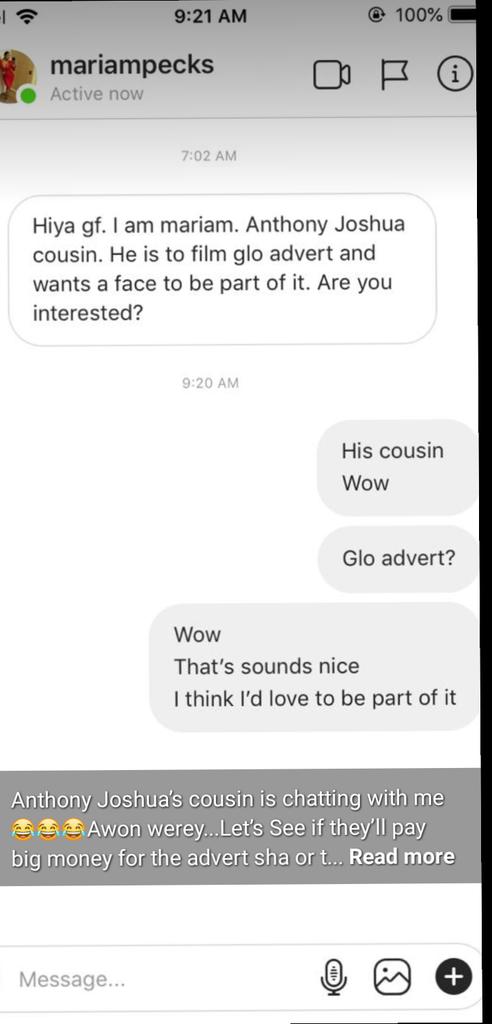 9:21 AM
100%
mariampecks
Active now
7:02 AM
Hiya gf. I am mariam. Anthony Joshua
cousin. He is to film glo advert and
wants a face to be part of it. Are you
interested?
9:20 AM
His cousin
Wow
Glo advert?
Wow
That's sounds nice
I think I'd love to be part of it
Anthony Joshua's cousin is chatting with me
😂😂😂Awon werey...Let's See if they'll pay
big money for the advert sha or t... Read more
Message...